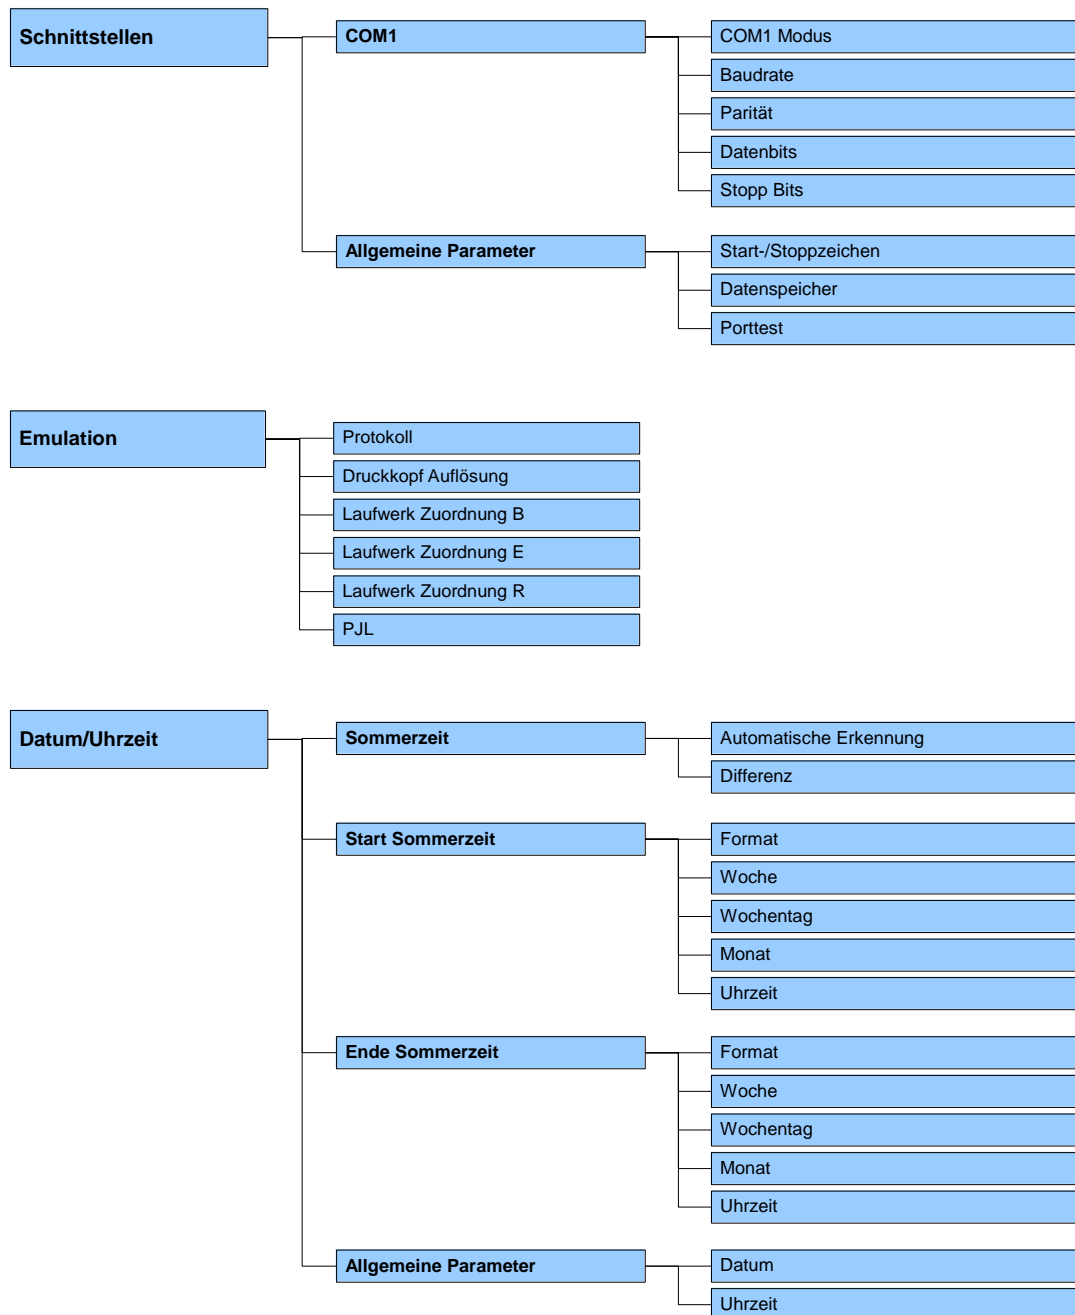 Schnittstellen
COM1
COM1 Modus
Baudrate
Parität
Datenbits
Stopp Bits
Allgemeine Parameter
Start-/Stoppzeichen
Datenspeicher
Porttest
Emulation
Protokoll
Druckkopf Auflösung
Laufwerk Zuordnung B
Laufwerk Zuordnung E
Laufwerk Zuordnung R
PJL
Datum/Uhrzeit
Sommerzeit
Automatische Erkennung
Differenz
Start Sommerzeit
Format
Woche
Wochentag
Monat
Uhrzeit
Ende Sommerzeit
Format
Woche
Wochentag
Monat
Uhrzeit
Allgemeine Parameter
Datum
Uhrzeit